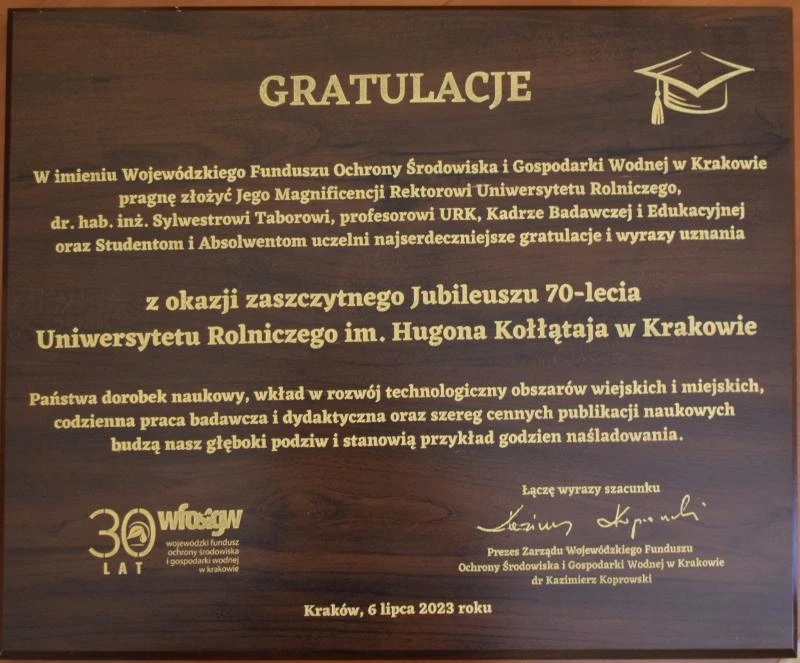 GRATULACJE
W imieniu Wojewódzkiego Funduszu Ochrony Środowiska i Gospodarki Wodnej w Krakowie
pragnę złożyć Jego Magnificencji Rektorowi Uniwersytetu Rolniczego,
dr. hab. inż. Sylwestrowi Taborowi, profesorowi URK, Kadrze Badawczej i Edukacyjnej
oraz Studentom i Absolwentom uczelni najserdeczniejsze gratulacje i wyrazy uznania
z okazji zaszczytnego Jubileuszu 70-lecia
Uniwersytetu Rolniczego im. Hugona Kołłątaja w Krakowie
Państwa dorobek naukowy, wkład w rozwój technologiczny obszarów wiejskich i miejskich,
codzienna praca badawcza i dydaktyczna oraz szereg cennych publikacji naukowych
budzą nasz głęboki podziw i stanowią przykład godzien naśladowania.
30
LAT
wfośigw
wojewódzki fundusz
ochrony środowiska
i gospodarki wodnej
w krakowie
Łączę wyrazy szacunku
Kazimierz Koprowski
Prezes Zarządu Wojewódzkiego Funduszu
Ochrony Środowiska i Gospodarki Wodnej w Krakowie
dr Kazimierz Koprowski
Kraków, 6 lipca 2023 roku